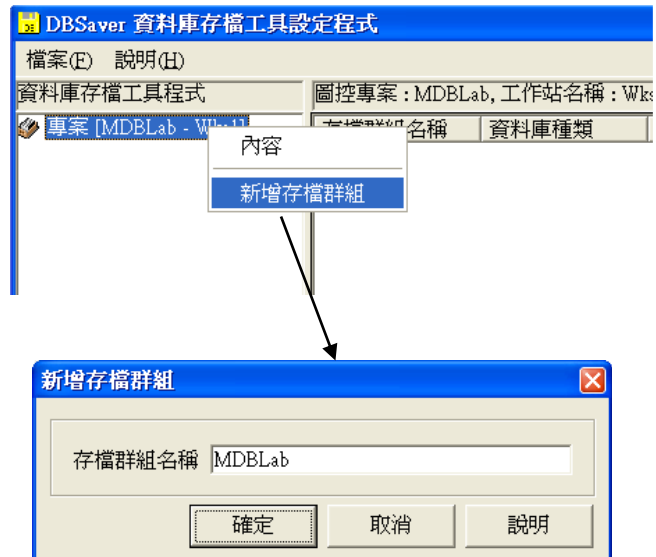 DBSaver 資料庫存檔工具設定程式
檔案(F) 說明(H)
資料庫存檔工具程式
圖控專案 : MDBLab, 工作站名稱 : Wks
專案 [MDBLab -
名稱 資料庫種類
內容
新增存檔群組
新增存檔群組
存檔群組名稱 MDBLab
確定 取消 說明